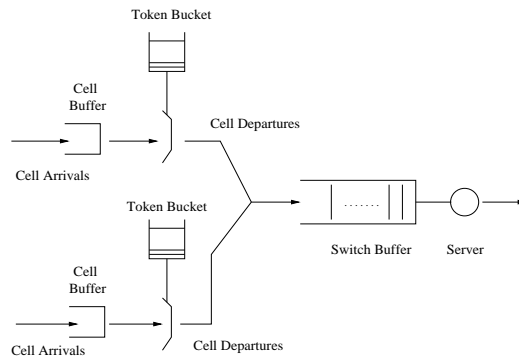 Token Bucket
Cell
Buffer
Cell Departures
Cell Arrivals
Token Bucket
Switch Buffer
Server
Cell
Buffer
Cell Departures
Cell Arrivals